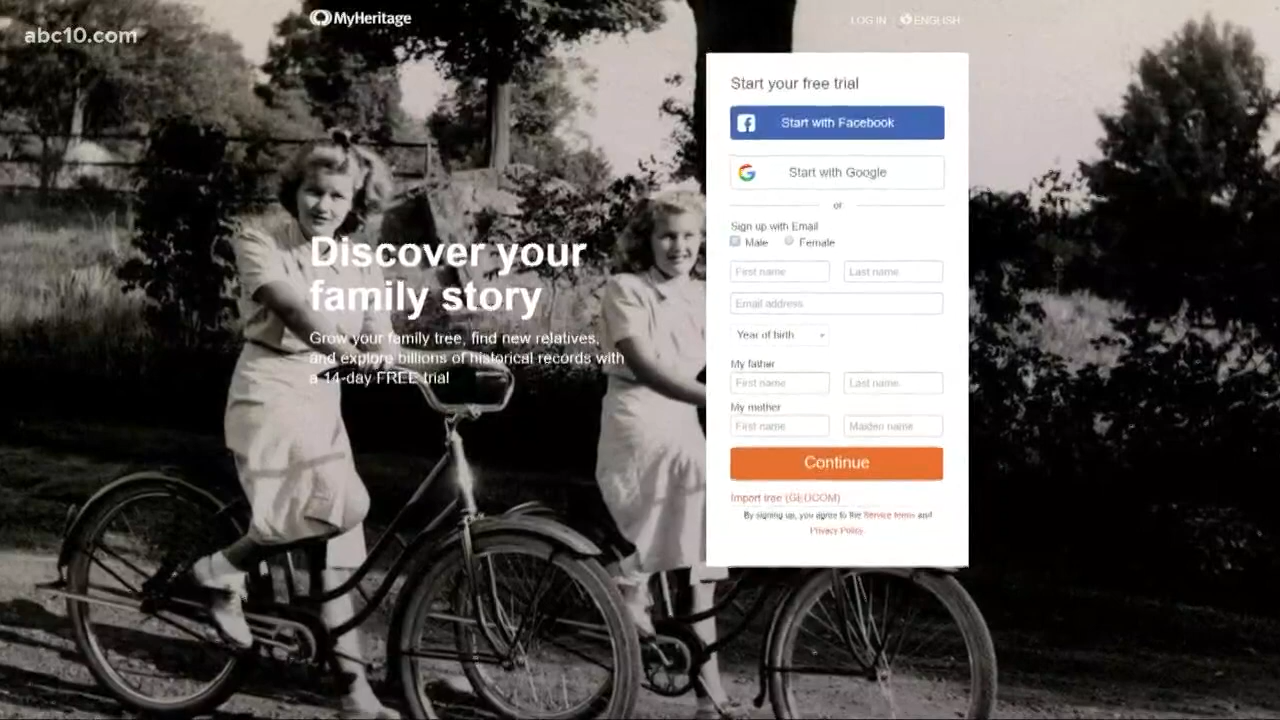 abc10.com
MyHeritage
LOG IN
ENGLISH
Discover your
family story
Grow your family tree, find new relatives,
and explore billions of historical records with
a 14-day FREE trial
Start your free trial
Start with Facebook
Start with Google
or
Sign up with Email
Male Female
First name Last name
Email address
Year of birth
My father
First name Last name
My mother
First name Maiden name
Continue
Import tree (GEDCOM)
By signing up, you agree to the Service terms and
Privacy Policy